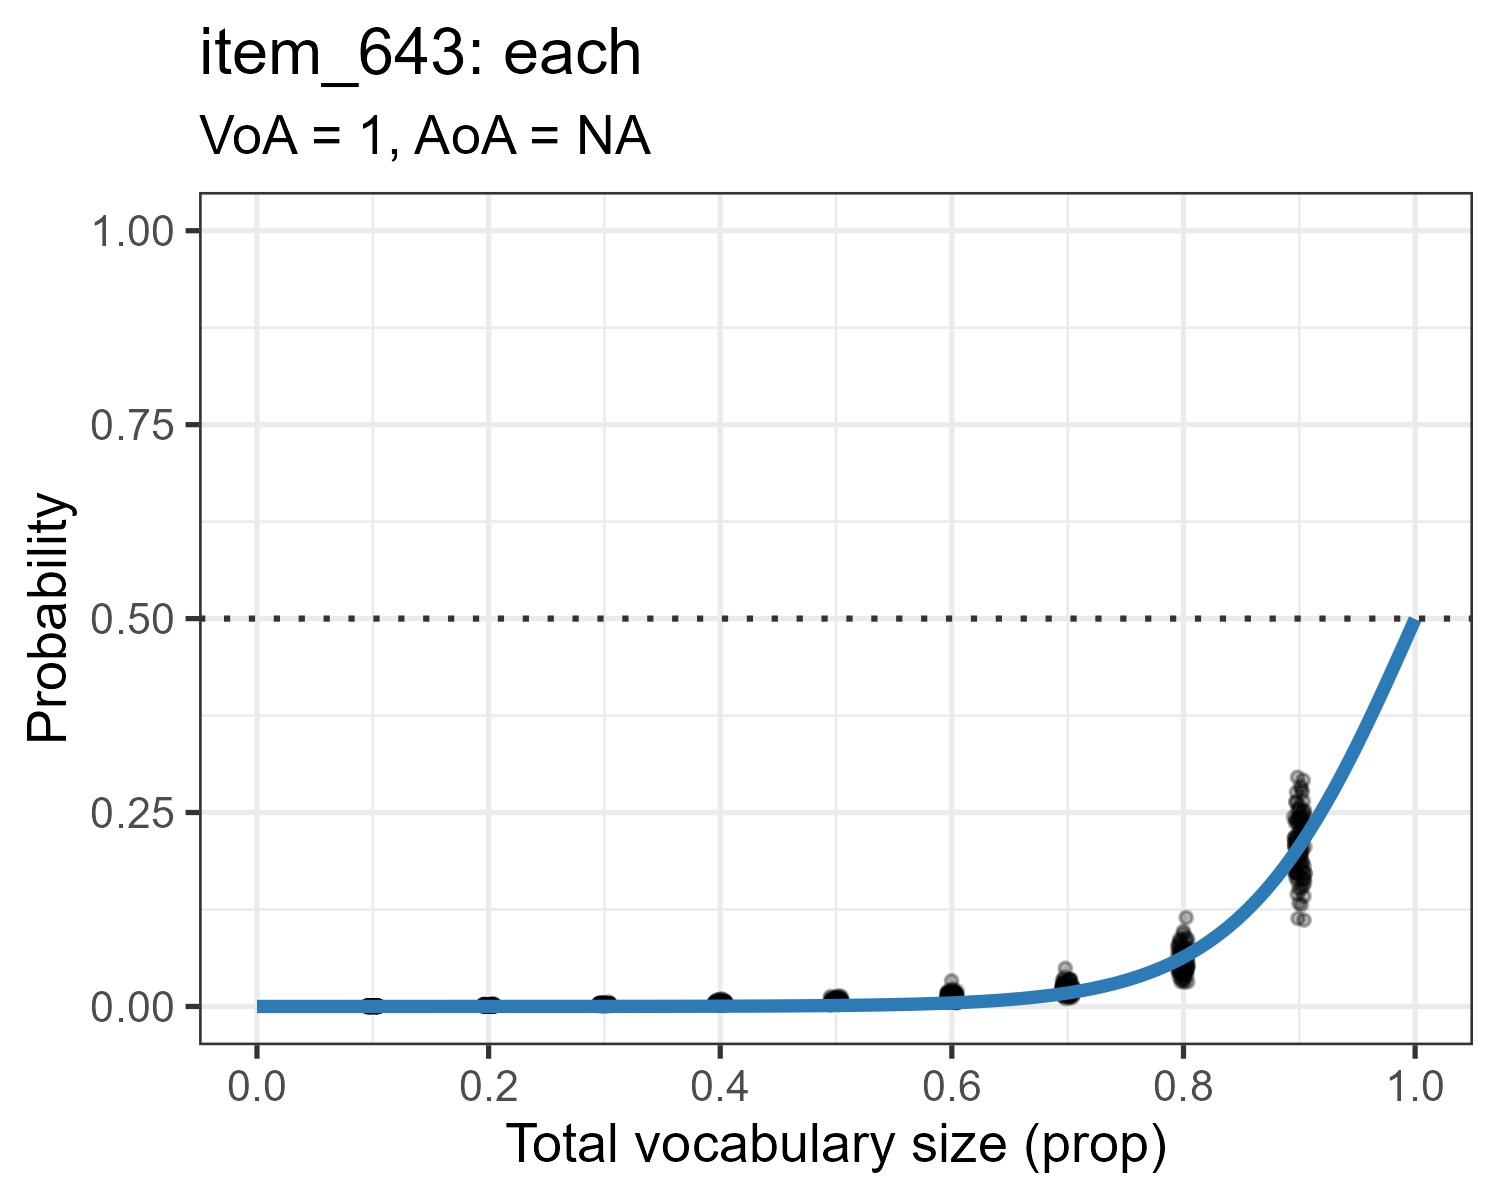 item_643: each
VoA = 1, AoA = NA
1.00
0.75
0.50
0.25
0.00
Probability
0.0 0.2 0.4 0.6 0.8 1.0
Total vocabulary size (prop)